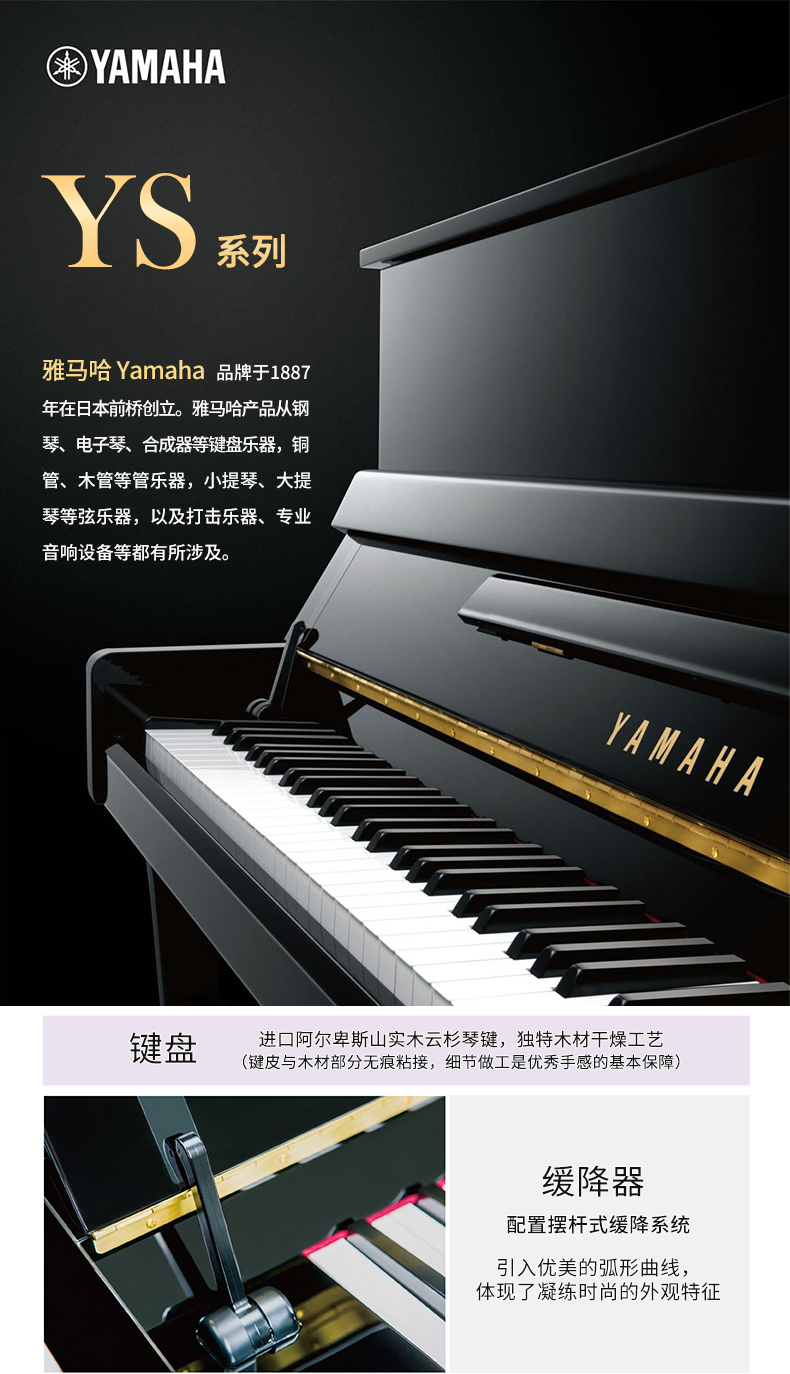 YAMAHA
YS 系列
雅马哈 Yamaha 品牌于1887
年在日本前桥创立。雅马哈产品从钢
琴、电子琴、合成器等键盘乐器，铜
管、木管等管乐器，小提琴、大提
琴等弦乐器，以及打击乐器、专业
音响设备等都有所涉及。
YAMAHA
键盘
进口阿尔卑斯山实木云杉琴键，独特木材干燥工艺
（键皮与木材部分无痕粘接，细节做工是优秀手感的基本保障）
缓降器
配置摆杆式缓降系统
引入优美的弧形曲线，
体现了凝练时尚的外观特征